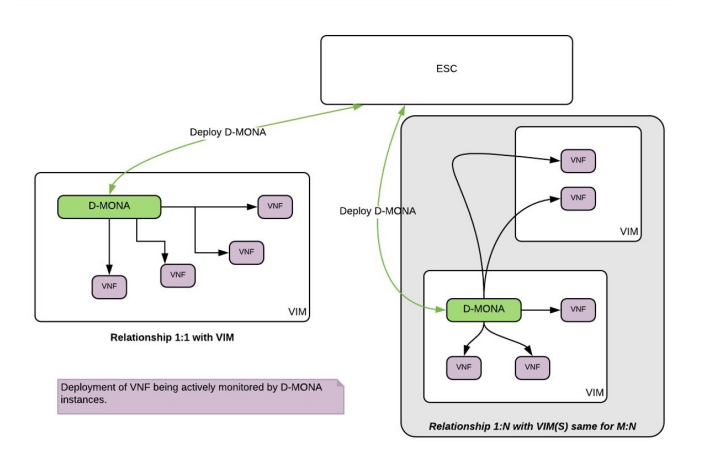 ESC
Deploy D-MONA
D-MONA
VNF
VNF
VNF
VNF
VIM
Relationship 1:1 with VIM
Deployment of VNF being actively monitored by D-MONA
instances.
Deploy D-MONA
VNF
VNF
VIM
D-MONA
VNF
VNF
VNF
VIM
Relationship 1:N with VIM(S) same for M:N